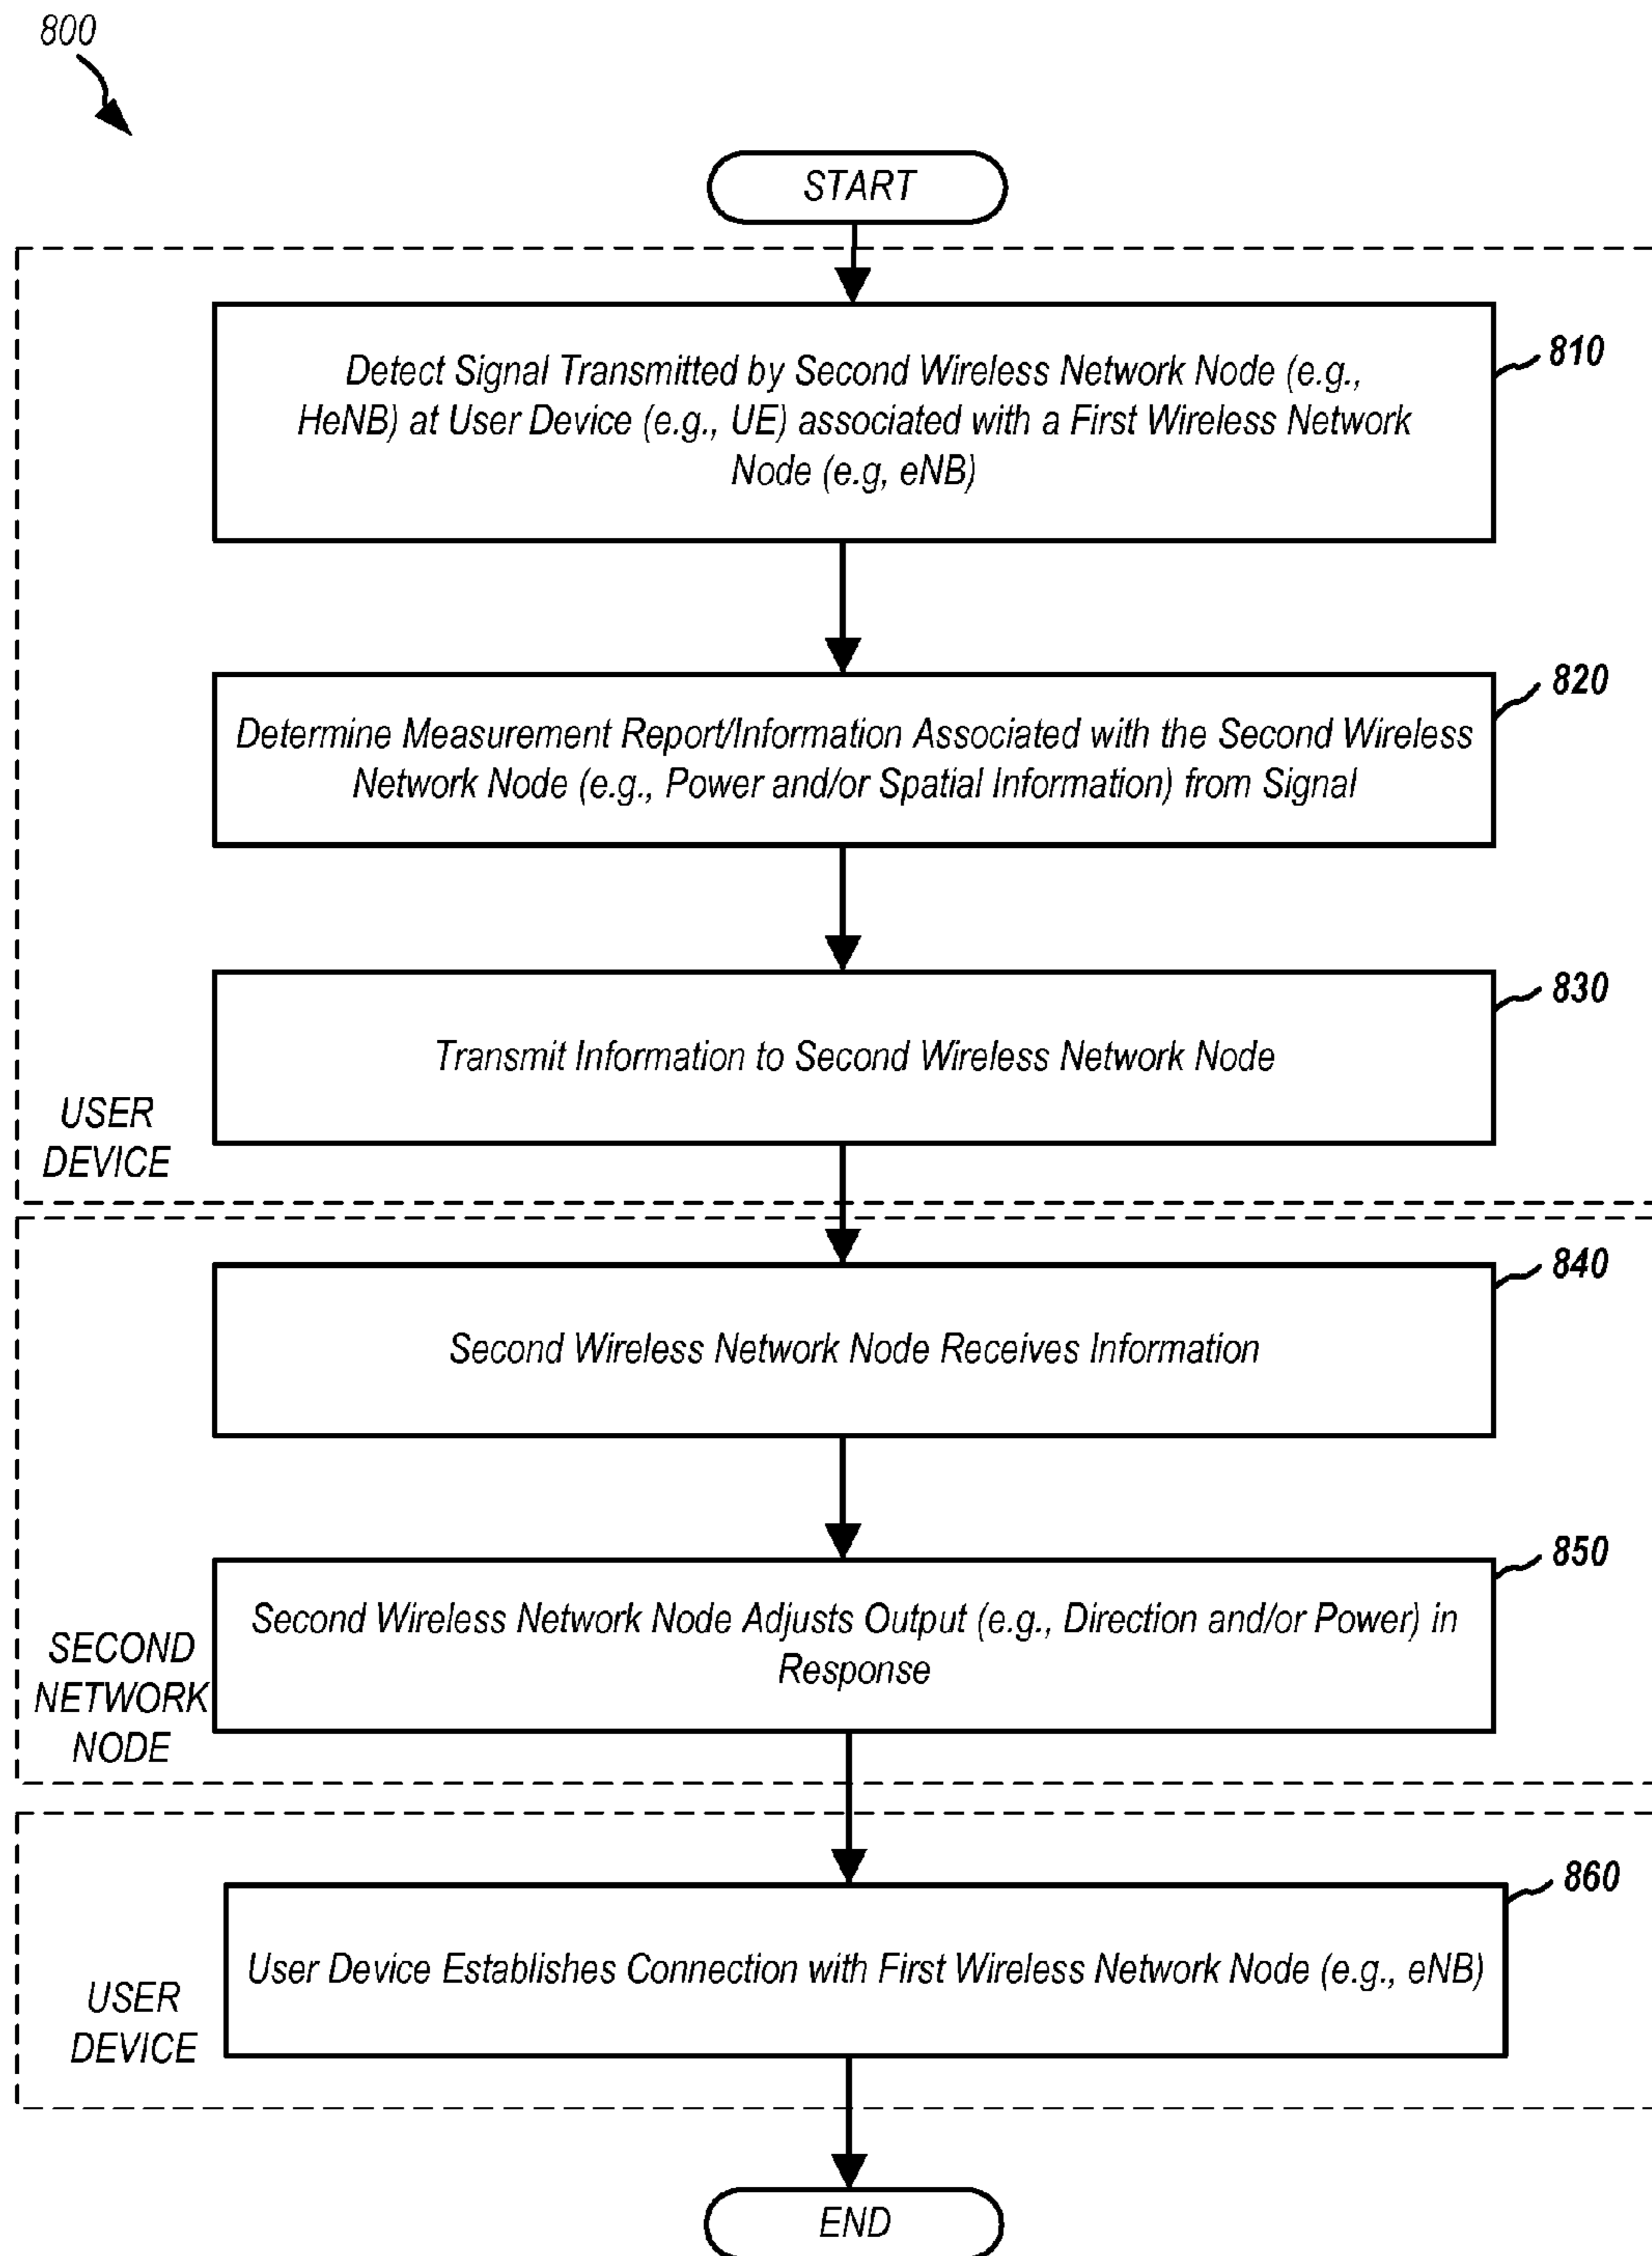 800
START
Detect Signal Transmitted by Second Wireless Network Node (e.g.,
HeNB) at User Device (e.g., UE) associated with a First Wireless Network
Node (e.g, eNB)
810
Determine Measurement Report/Information Associated with the Second Wireless
Network Node (e.g., Power and/or Spatial Information) from Signal
820
Transmit Information to Second Wireless Network Node
830
USER
DEVICE
Second Wireless Network Node Receives Information
840
Second Wireless Network Node Adjusts Output (e.g., Direction and/or Power) in
Response
850
SECOND
NETWORK
NODE
User Device Establishes Connection with First Wireless Network Node (e.g., eNB)
860
USER
DEVICE
END